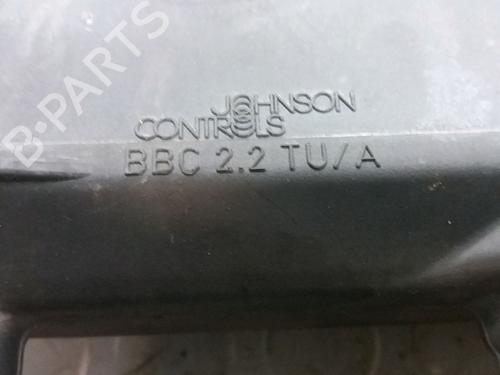 B-PARTS
JOHNSON
CONTROLS
BBC 2.2 TU/A